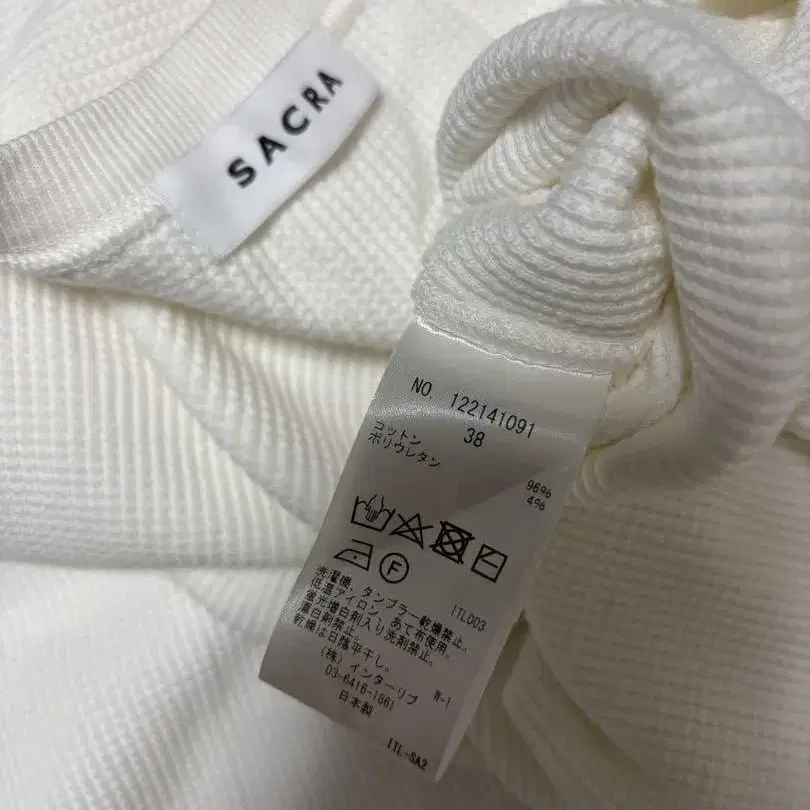 SACRA
NO. 122141091
38
コットン 96%
ポリウレタン 4%
F
ITL003
洗濯機、タンブラー乾燥禁止。
低温アイロン、あて布使用。
蛍光増白剤入り洗剤禁止。
漂白剤禁止。
乾燥は日陰平干し。
(株) インターリブ W-1
03-6416-1861
日本製
ITL-SA2